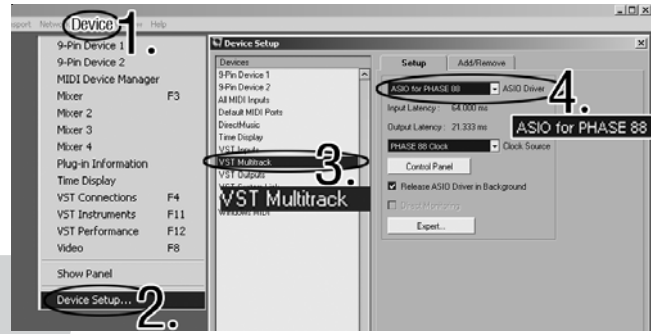 Device
1.
Help
9-Pin Device 1
9-Pin Device 2
MIDI Device Manager
Mixer F3
Mixer 2
Mixer 3
Mixer 4
Plug-in Information
Time Display
VST Connections F4
VST Instruments F11
VST Performance F12
Video F8
Show Panel
Device Setup...
2.
Device Setup
Devices
9-Pin Device 1
9-Pin Device 2
All MIDI Inputs
Default MIDI Ports
DirectMusic
Time Display
VST Inputs
VST Multitrack
3.
VST Outputs
VST Multitrack
Windows MIDI
Setup
Add/Remove
ASIO for PHASE 88
ASIO Driver
4.
Input Latency: 64.000 ms
Output Latency: 21.333 ms
ASIO for PHASE 88
PHASE 88 Clock
Clock Source
Control Panel
Release ASIO Driver in Background
Direct Monitoring
Expert...